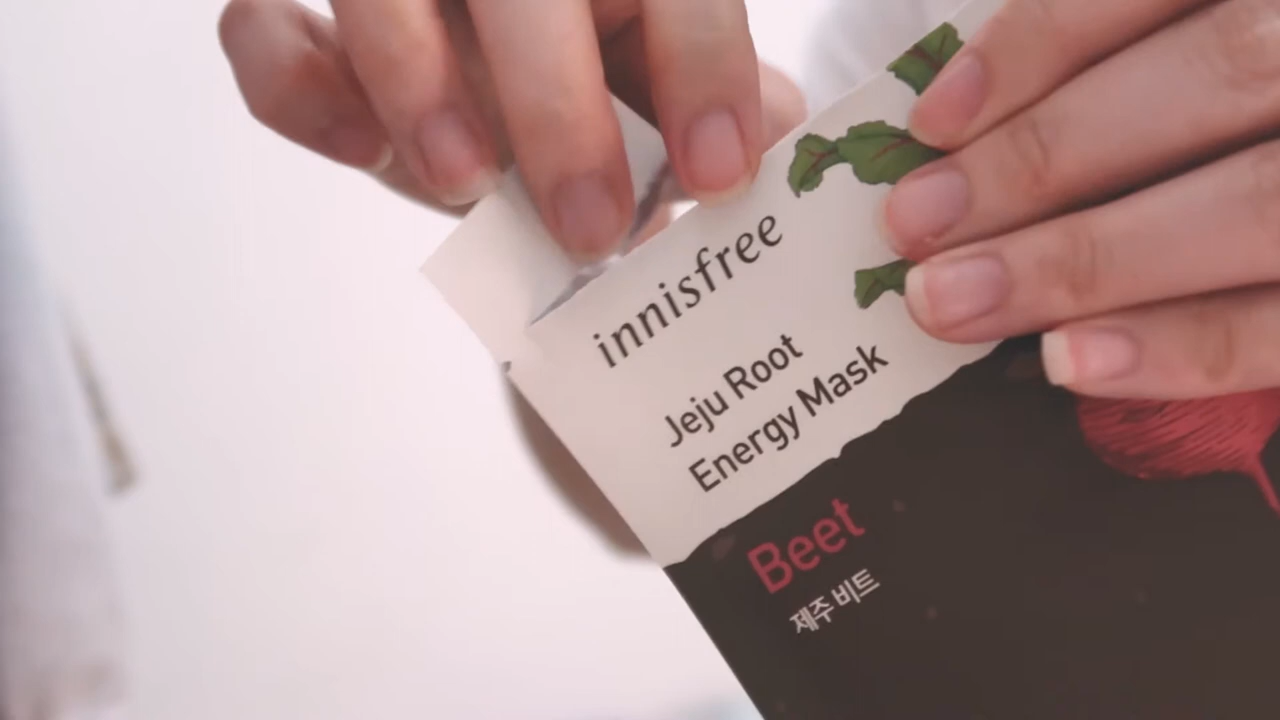 innisfree
Jeju Root
Energy Mask
Beet
제주 비트